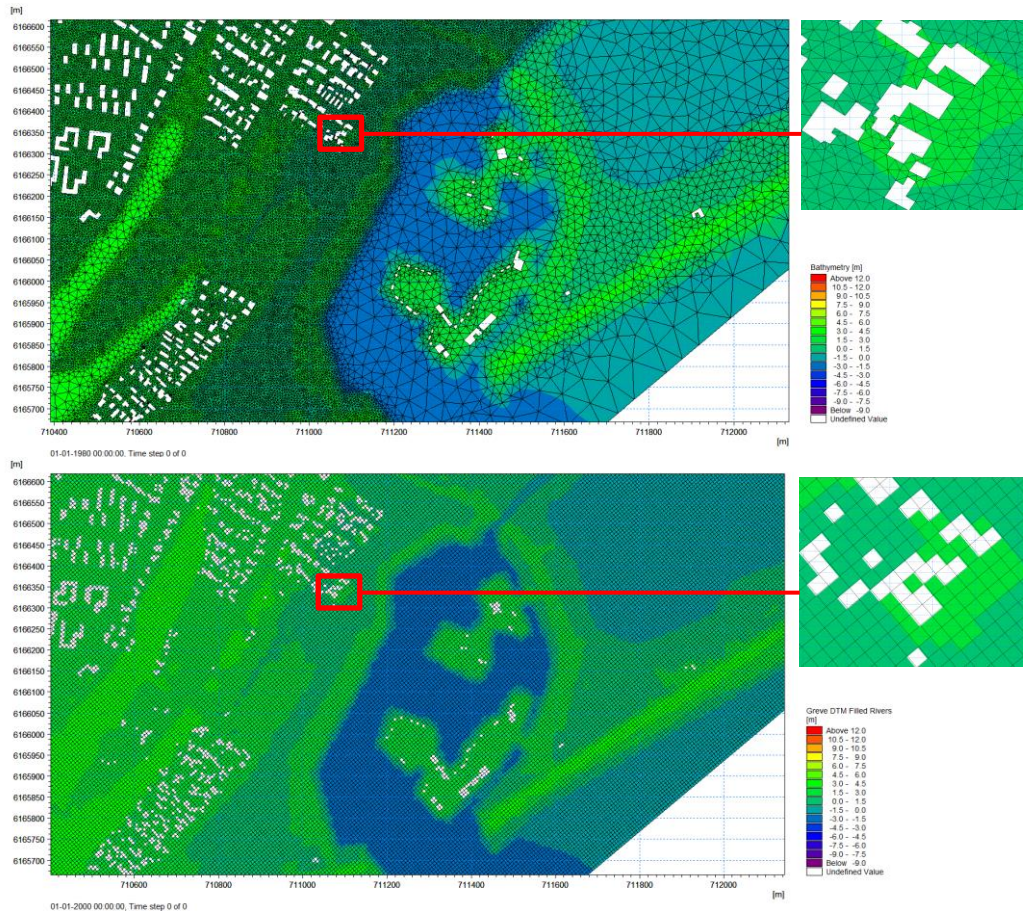 [m]
6166600
6166550
6166500
6166450
6166400
6166350
6166300
6166250
6166200
6166150
6166100
6166050
6166000
6165950
6165900
6165850
6165800
6165750
6165700
710400 710600 710800 711000 711200 711400 711600 711800 712000
[m]
01-01-1980 00:00:00, Time step 0 of 0
Bathymetry [m]
Above 12.0
10.5 - 12.0
9.0 - 10.5
7.5 - 9.0
6.0 - 7.5
4.5 - 6.0
3.0 - 4.5
1.5 - 3.0
0.0 - 1.5
-1.5 - 0.0
-3.0 - -1.5
-4.5 - -3.0
-6.0 - -4.5
-7.5 - -6.0
-9.0 - -7.5
Below -9.0
Undefined Value
[m]
6166600
6166550
6166500
6166450
6166400
6166350
6166300
6166250
6166200
6166150
6166100
6166050
6166000
6165950
6165900
6165850
6165800
6165750
6165700
710600 710800 711000 711200 711400 711600 711800 712000
[m]
01-01-2000 00:00:00, Time step 0 of 0
Greve DTM Filled Rivers
[m]
Above 12.0
10.5 - 12.0
9.0 - 10.5
7.5 - 9.0
6.0 - 7.5
4.5 - 6.0
3.0 - 4.5
1.5 - 3.0
0.0 - 1.5
-1.5 - 0.0
-3.0 - -1.5
-4.5 - -3.0
-6.0 - -4.5
-7.5 - -6.0
-9.0 - -7.5
Below -9.0
Undefined Value